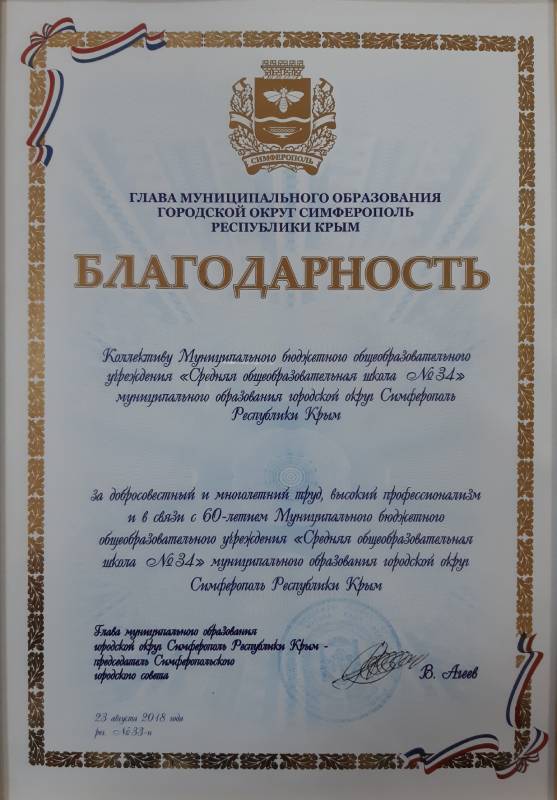 СИМФЕРОПОЛЬ
ГЛАВА МУНИЦИПАЛЬНОГО ОБРАЗОВАНИЯ
ГОРОДСКОЙ ОКРУГ СИМФЕРОПОЛЬ
РЕСПУБЛИКИ КРЫМ
БЛАГОДАРНОСТЬ
Коллективу Муниципального бюджетного общеобразовательного
учреждения «Средняя общеобразовательная школа №34»
муниципального образования городской округ Симферополь
Республики Крым
за добросовестный и многолетний труд, высокий профессионализм
и в связи с 60-летием Муниципального бюджетного
общеобразовательного учреждения «Средняя общеобразовательная
школа №34» муниципального образования городской округ
Симферополь Республики Крым
Глава муниципального образования
городской округ Симферополь Республики Крым -
председатель Симферопольского
городского совета
В. Агеев
23 августа 2018 года
рег. №33-н